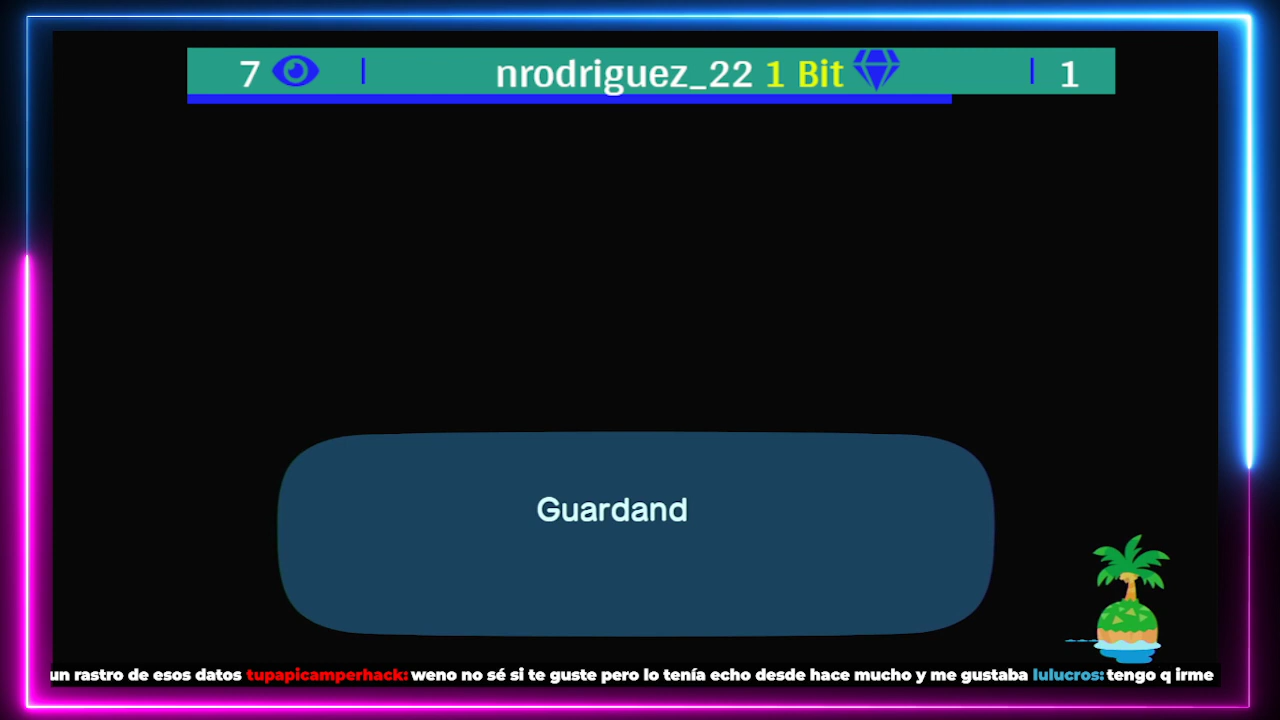 7 nrodriguez_22 1 Bit 1
Guardand
un rastro de esos datos tupapicamperhack: weno no sé si te guste pero lo tenía echo desde hace mucho y me gustaba lulucros: tengo q irme